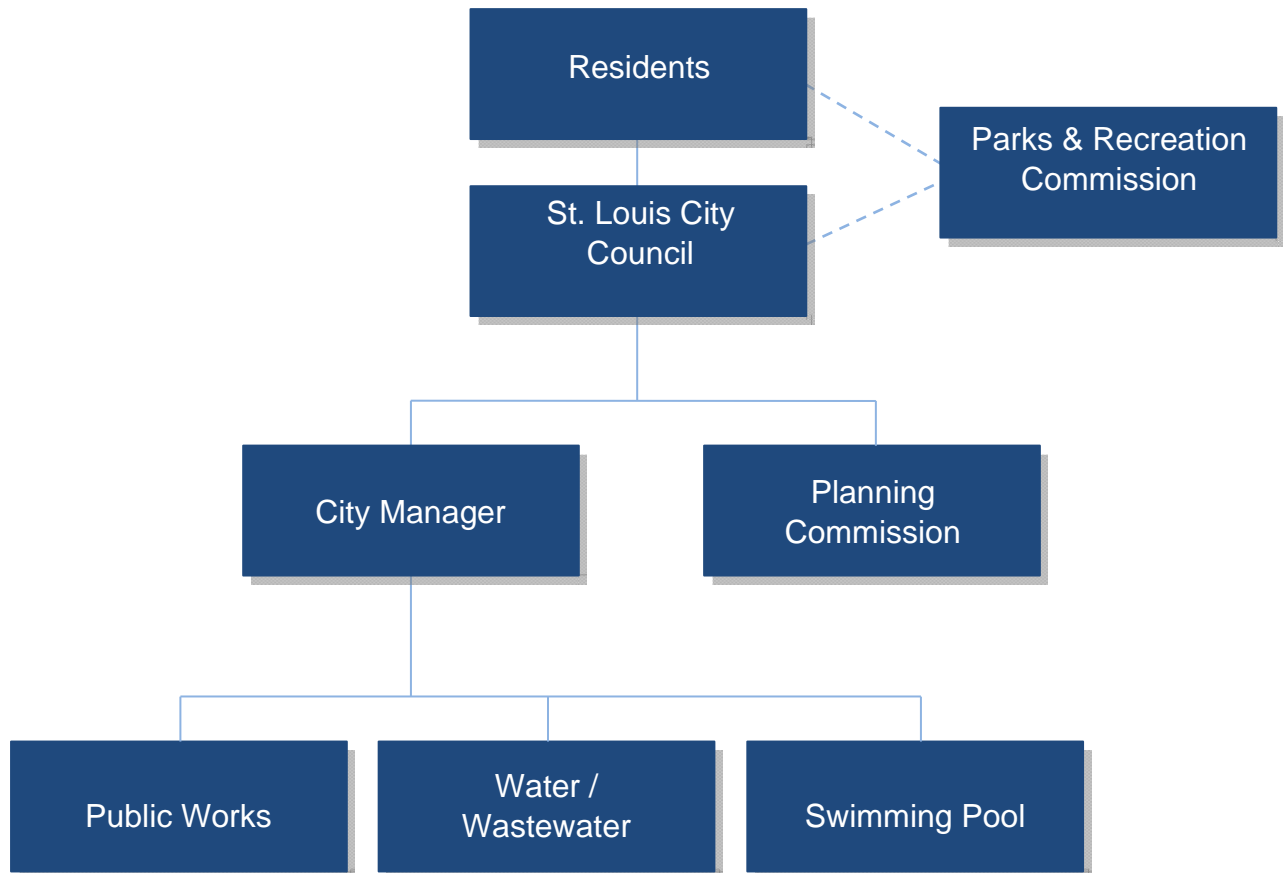 Residents
Parks & Recreation
Commission
St. Louis City
Council
City Manager
Planning
Commission
Public Works
Water /
Wastewater
Swimming Pool